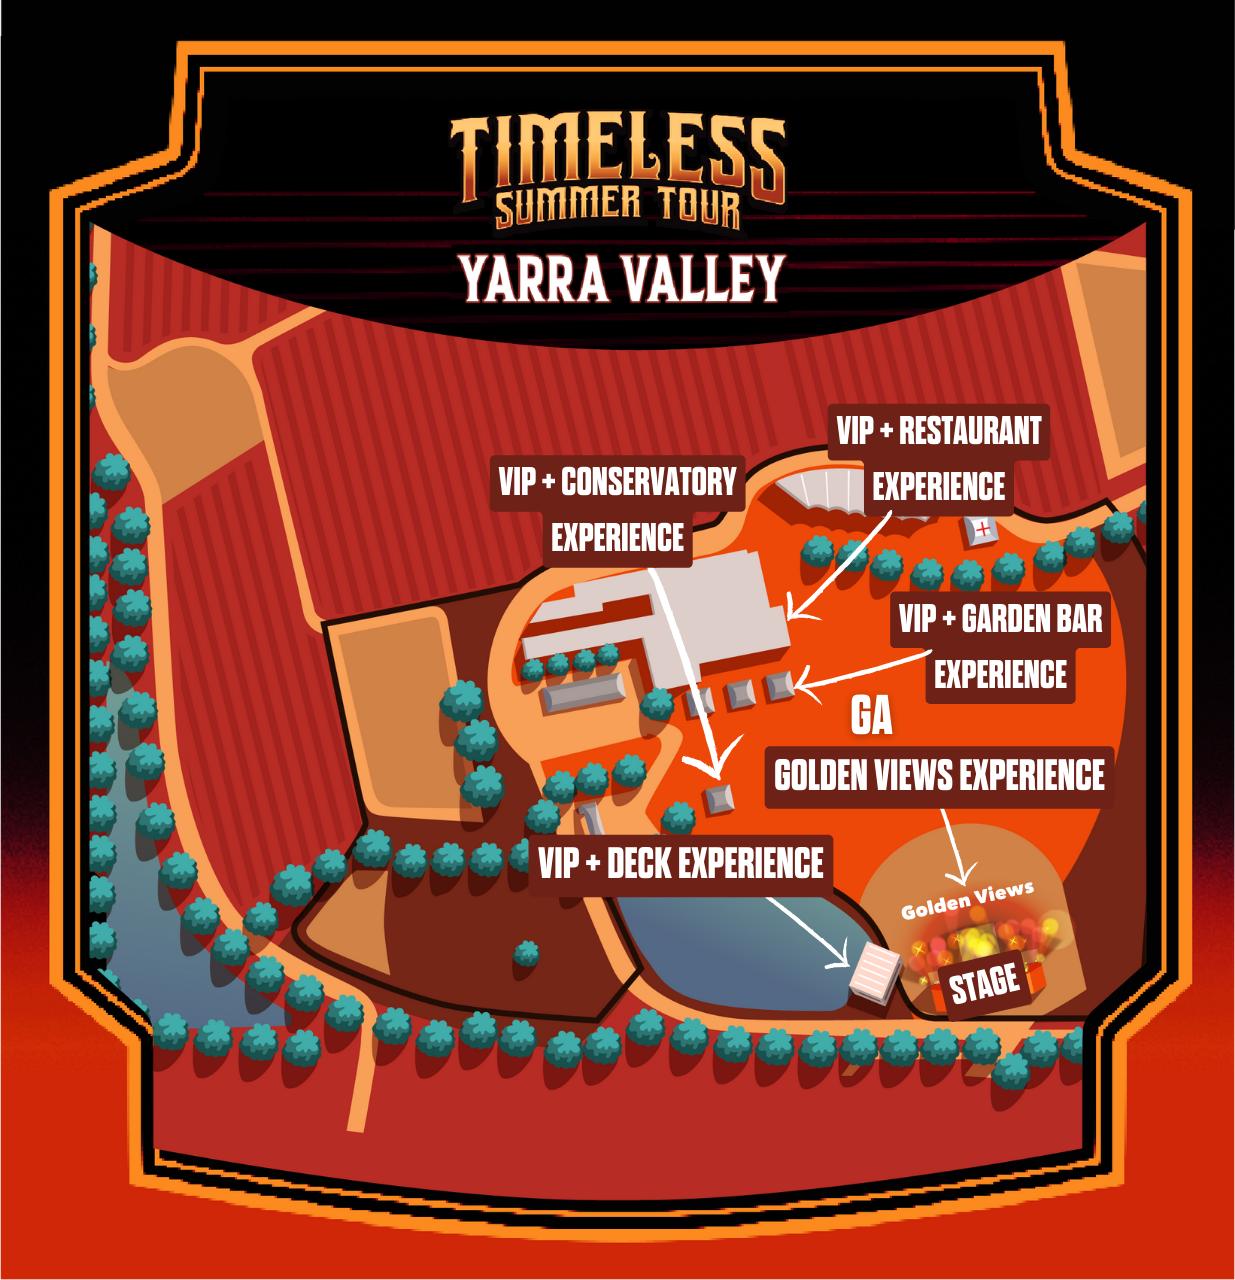 TIMELESS
SUMMER TOUR
YARRA VALLEY
VIP + RESTAURANT
EXPERIENCE
VIP + CONSERVATORY
EXPERIENCE
VIP + GARDEN BAR
EXPERIENCE
GA
GOLDEN VIEWS EXPERIENCE
VIP + DECK EXPERIENCE
Golden Views
STAGE